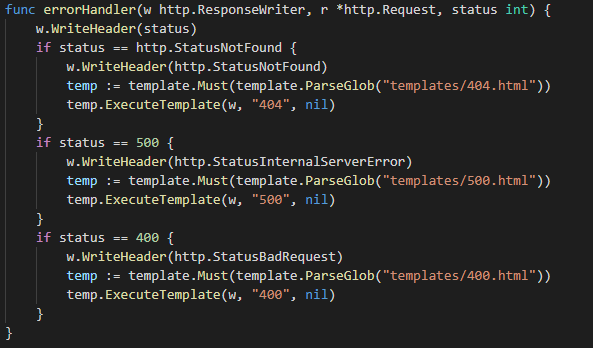 func errorHandler(w http.ResponseWriter, r *http.Request, status int) {
    w.WriteHeader(status)
    if status == http.StatusNotFound {
        w.WriteHeader(http.StatusNotFound)
        temp := template.Must(template.ParseGlob("templates/404.html"))
        temp.ExecuteTemplate(w, "404", nil)
    }
    if status == 500 {
        w.WriteHeader(http.StatusInternalServerError)
        temp := template.Must(template.ParseGlob("templates/500.html"))
        temp.ExecuteTemplate(w, "500", nil)
    }
    if status == 400 {
        w.WriteHeader(http.StatusBadRequest)
        temp := template.Must(template.ParseGlob("templates/400.html"))
        temp.ExecuteTemplate(w, "400", nil)
    }
}